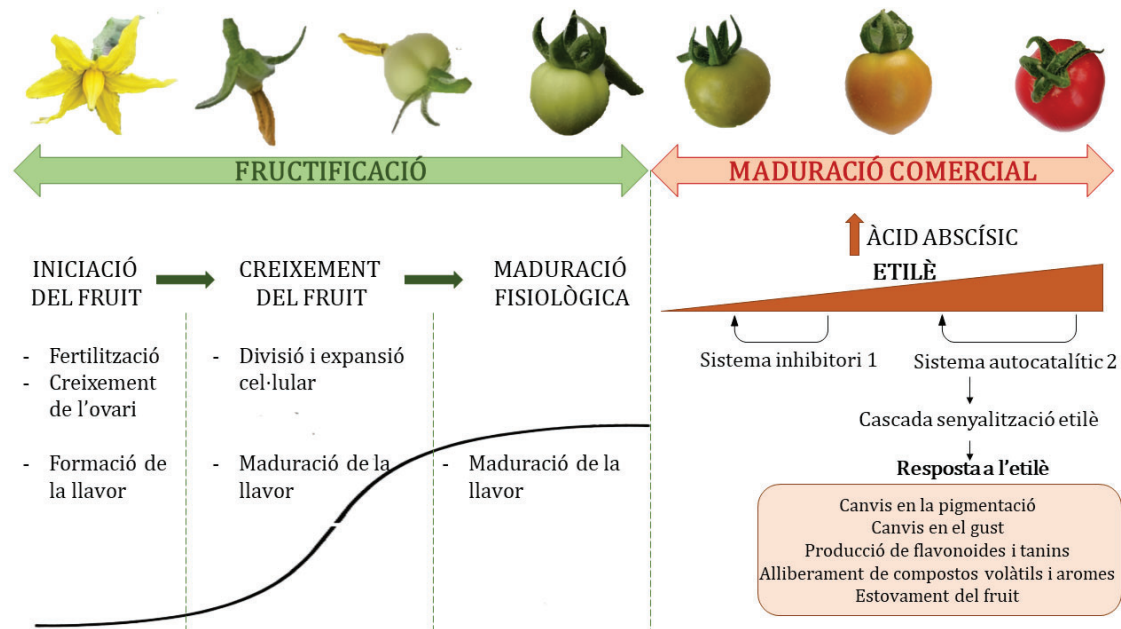 FRUCTIFICACIÓ
MADURACIÓ COMERCIAL
INICIACIÓ
DEL FRUIT
- Fertilització
- Creixement
de l'ovari
- Formació de
la llavor
CREIXEMENT
DEL FRUIT
- Divisió i expansió
cel·lular
- Maduració de la
llavor
MADURACIÓ
FISIOLÒGICA
- Maduració de la
llavor
ÀCID ABSCÍSIC
ETILÈ
Sistema inhibitori 1
Sistema autocatalític 2
Cascada senyalització etilè
Resposta a l'etilè
Canvis en la pigmentació
Canvis en el gust
Producció de flavonoides i tanins
Alliberament de compostos volàtils i aromes
Estovament del fruit